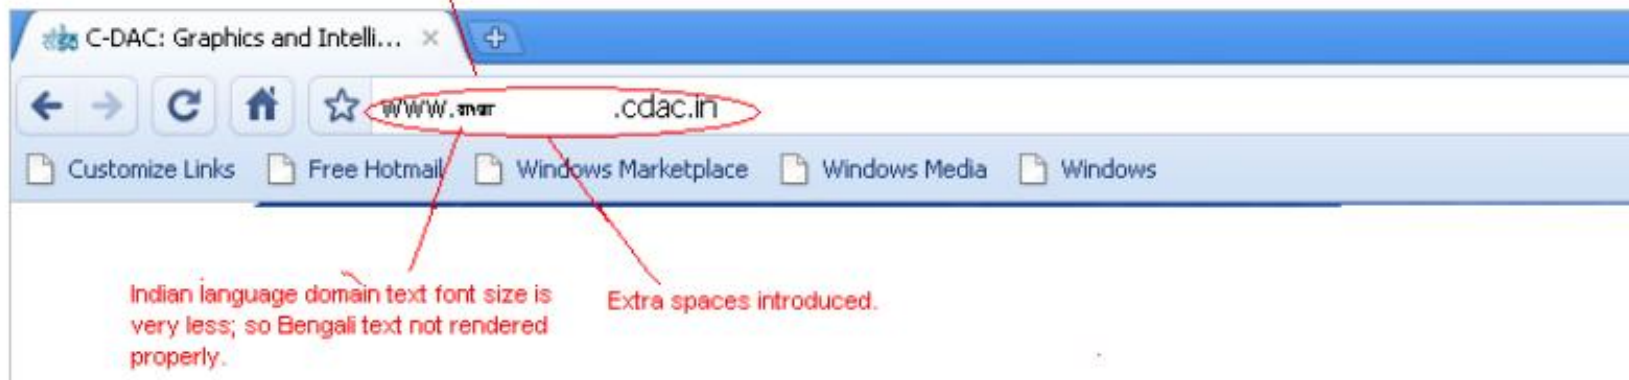 C-DAC: Graphics and Intelli...
www. .cdac.in
Customize Links Free Hotmail Windows Marketplace Windows Media Windows
Indian language domain text font size is
very less; so Bengali text not rendered
properly.
Extra spaces introduced.